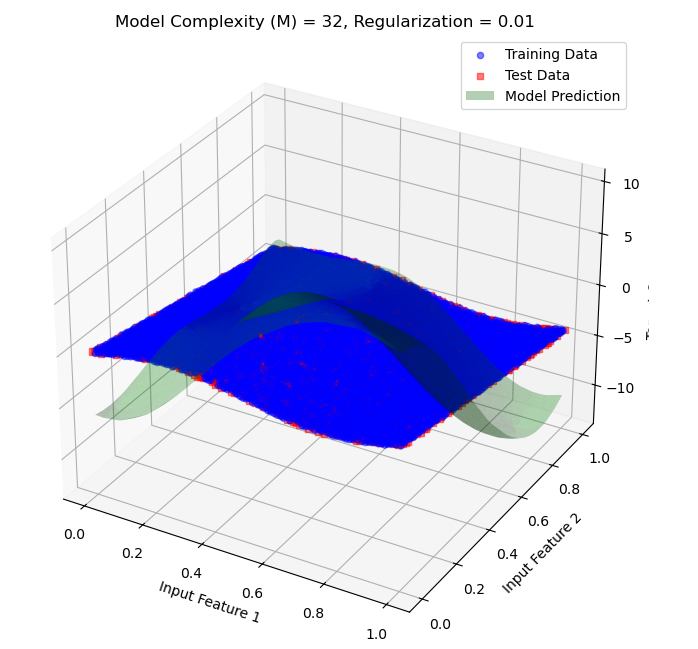 Model Complexity (M) = 32, Regularization = 0.01
Training Data
Test Data
Model Prediction
10
5
0
−5
−10
0.0
0.2
0.4
0.6
0.8
1.0
Input Feature 1
0.0
0.2
0.4
0.6
0.8
1.0
Input Feature 2